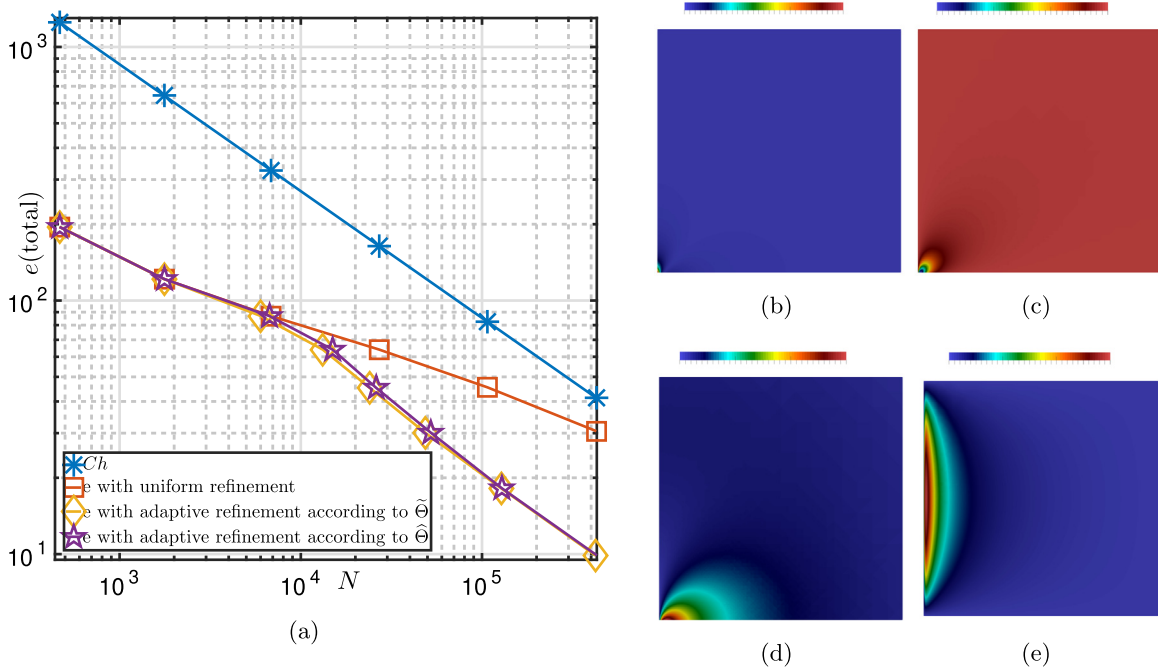 10^3
10^2
10^1
e(total)
10^3
10^4
10^5
N
Ch
e with uniform refinement
e with adaptive refinement according to Θ̃
e with adaptive refinement according to Θ̂
(a)
(b)
(c)
(d)
(e)